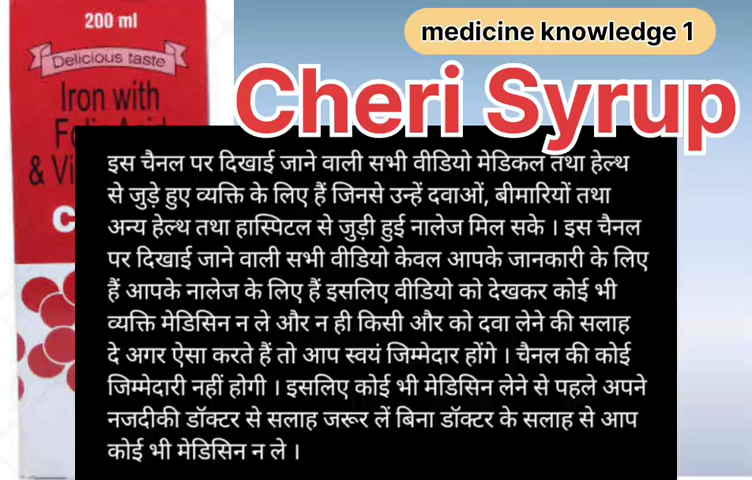 200 ml
medicine knowledge 1
Delicious taste
Cheri Syrup
Iron with
इस चैनल पर दिखाई जाने वाली सभी वीडियो मेडिकल तथा हेल्थ
से जुड़े हुए व्यक्ति के लिए हैं जिनसे उन्हें दवाओं, बीमारियों तथा
अन्य हेल्थ तथा हास्पिटल से जुड़ी हुई नालेज मिल सके । इस चैनल
पर दिखाई जाने वाली सभी वीडियो केवल आपके जानकारी के लिए
हैं आपके नालेज के लिए हैं इसलिए वीडियो को देखकर कोई भी
व्यक्ति मेडिसिन न ले और न ही किसी और को दवा लेने की सलाह
दे अगर ऐसा करते हैं तो आप स्वयं जिम्मेदार होंगे । चैनल की कोई
जिम्मेदारी नहीं होगी । इसलिए कोई भी मेडिसिन लेने से पहले अपने
नजदीकी डॉक्टर से सलाह जरूर लें बिना डॉक्टर के सलाह से आप
कोई भी मेडिसिन न ले ।